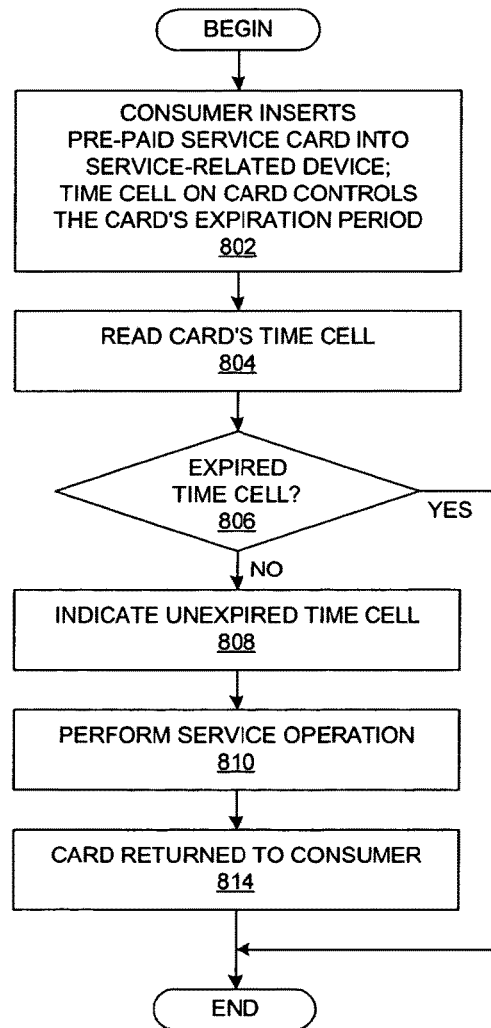 BEGIN
CONSUMER INSERTS
PRE-PAID SERVICE CARD INTO
SERVICE-RELATED DEVICE;
TIME CELL ON CARD CONTROLS
THE CARD'S EXPIRATION PERIOD
802
READ CARD'S TIME CELL
804
EXPIRED
TIME CELL?
806
YES
NO
INDICATE UNEXPIRED TIME CELL
808
PERFORM SERVICE OPERATION
810
CARD RETURNED TO CONSUMER
814
END